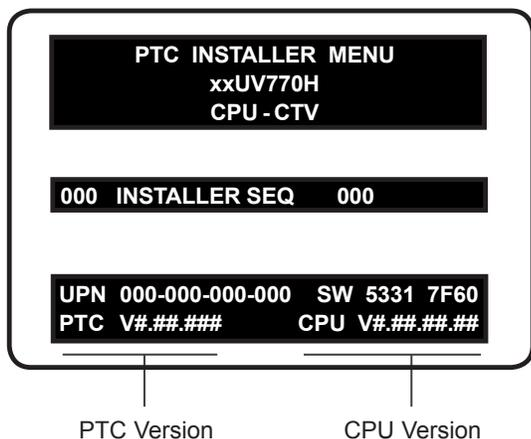 PTC INSTALLER MENU
xxUV770H
CPU - CTV
000 INSTALLER SEQ 000
UPN 000-000-000-000 SW 5331 7F60
PTC V#.##.### CPU V#.##.##.##
PTC Version CPU Version